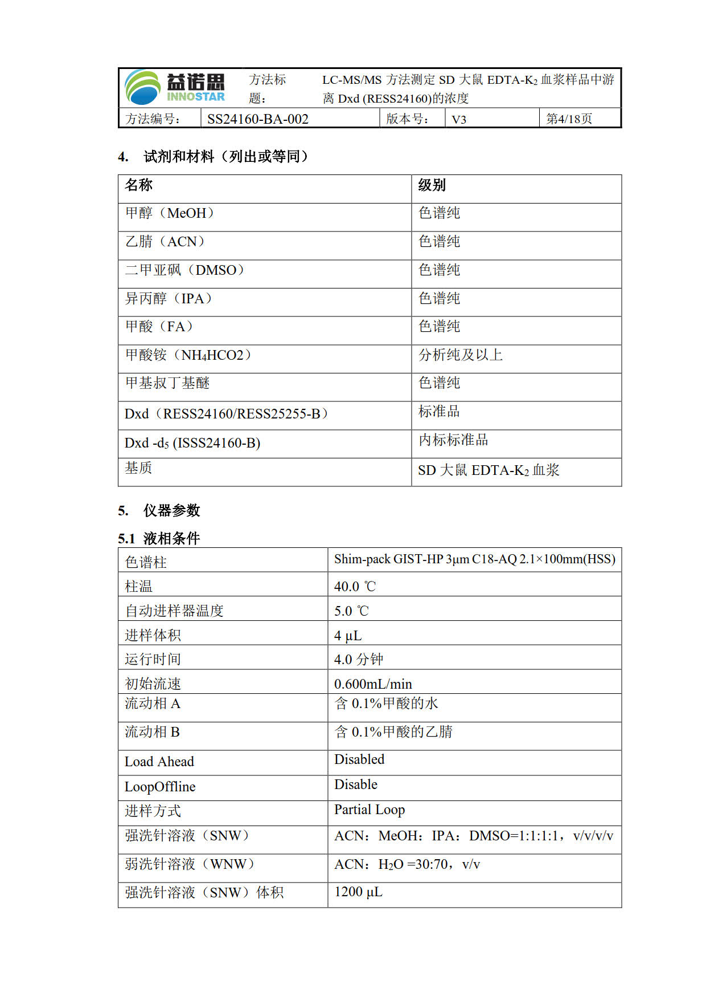 益诺思
INNOSTAR
方法标题：
LC-MS/MS 方法测定 SD 大鼠 EDTA-K2 血浆样品中游
离 Dxd (RESS24160)的浓度
方法编号： SS24160-BA-002 版本号： V3 第4/18页
4. 试剂和材料（列出或等同）
名称 级别
甲醇（MeOH） 色谱纯
乙腈（ACN） 色谱纯
二甲亚砜（DMSO） 色谱纯
异丙醇（IPA） 色谱纯
甲酸（FA） 色谱纯
甲酸铵（NH4HCO2） 分析纯及以上
甲基叔丁基醚 色谱纯
Dxd（RESS24160/RESS25255-B） 标准品
Dxd -d5 (ISSS24160-B) 内标标准品
基质 SD 大鼠 EDTA-K2 血浆
5. 仪器参数
5.1 液相条件
色谱柱 Shim-pack GIST-HP 3μm C18-AQ 2.1×100mm(HSS)
柱温 40.0 ℃
自动进样器温度 5.0 ℃
进样体积 4 μL
运行时间 4.0 分钟
初始流速 0.600mL/min
流动相 A 含 0.1%甲酸的水
流动相 B 含 0.1%甲酸的乙腈
Load Ahead Disabled
LoopOffline Disable
进样方式 Partial Loop
强洗针溶液（SNW） ACN：MeOH：IPA：DMSO=1:1:1:1，v/v/v/v
弱洗针溶液（WNW） ACN：H2O =30:70，v/v
强洗针溶液（SNW）体积 1200 μL